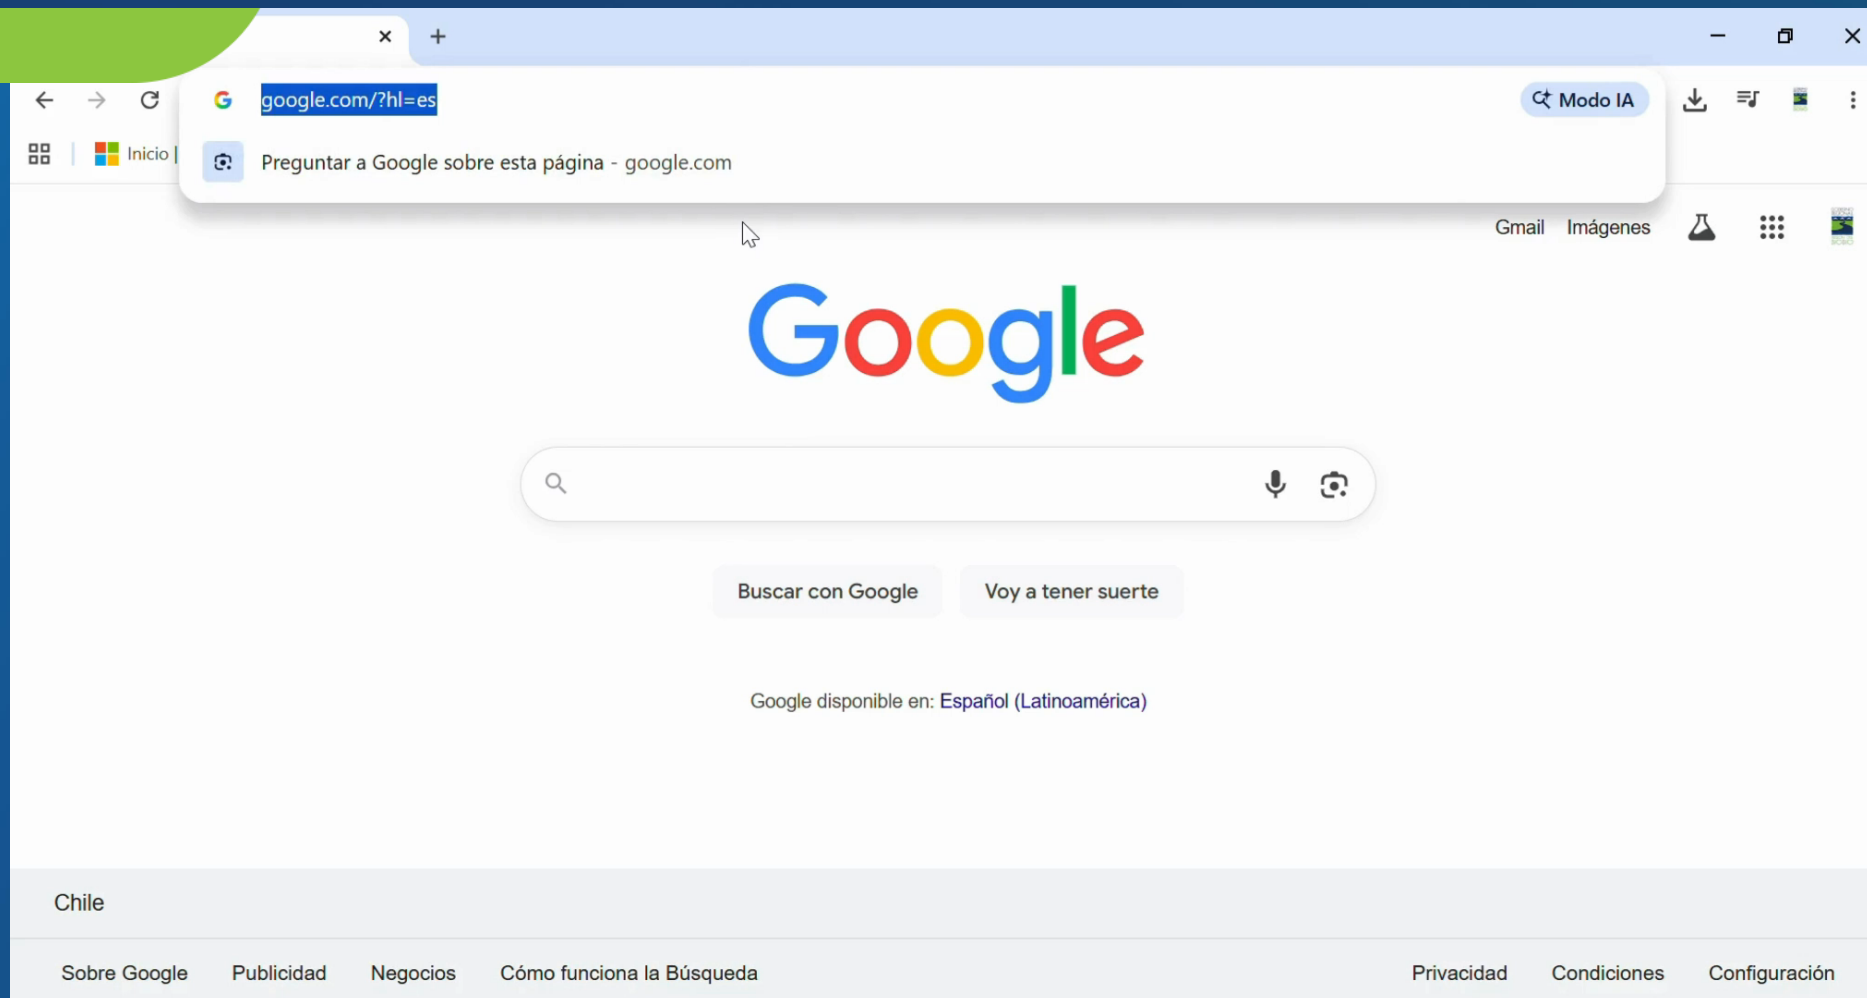 google.com/?hl=es
Modo IA
Inicio |
Preguntar a Google sobre esta página - google.com
Gmail Imágenes
Google
Buscar con Google Voy a tener suerte
Google disponible en: Español (Latinoamérica)
Chile
Sobre Google Publicidad Negocios Cómo funciona la Búsqueda Privacidad Condiciones Configuración